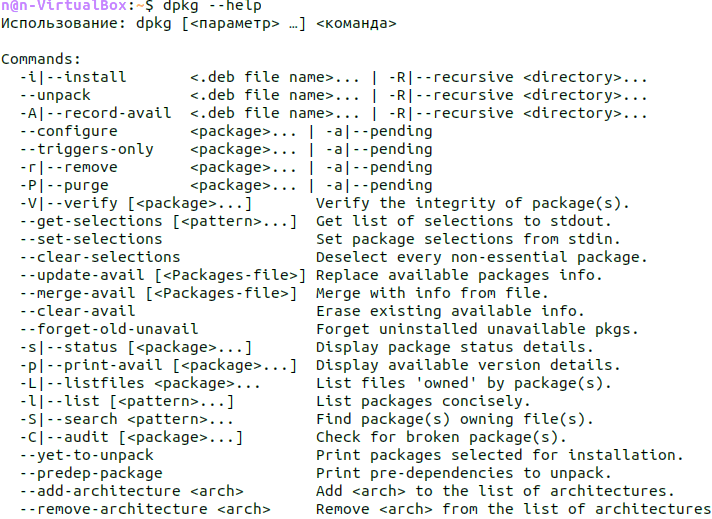 n@n-VirtualBox:~$ dpkg --help
Использование: dpkg [<параметр> …] <команда>

Commands:
  -i|--install       <.deb file name>... | -R|--recursive <directory>...
  --unpack           <.deb file name>... | -R|--recursive <directory>...
  -A|--record-avail  <.deb file name>... | -R|--recursive <directory>...
  --configure        <package>... | -a|--pending
  --triggers-only    <package>... | -a|--pending
  -r|--remove        <package>... | -a|--pending
  -P|--purge         <package>... | -a|--pending
  -V|--verify [<package>...]       Verify the integrity of package(s).
  --get-selections [<pattern>...]  Get list of selections to stdout.
  --set-selections                 Set package selections from stdin.
  --clear-selections               Deselect every non-essential package.
  --update-avail [<Packages-file>] Replace available packages info.
  --merge-avail [<Packages-file>]  Merge with info from file.
  --clear-avail                    Erase existing available info.
  --forget-old-unavail             Forget uninstalled unavailable pkgs.
  -s|--status [<package>...]       Display package status details.
  -p|--print-avail [<package>...]  Display available version details.
  -L|--listfiles <package>...      List files 'owned' by package(s).
  -l|--list [<pattern>...]         List packages concisely.
  -S|--search <pattern>...         Find package(s) owning file(s).
  -C|--audit [<package>...]        Check for broken package(s).
  --yet-to-unpack                  Print packages selected for installation.
  --predep-package                 Print pre-dependencies to unpack.
  --add-architecture <arch>        Add <arch> to the list of architectures.
  --remove-architecture <arch>     Remove <arch> from the list of architectures